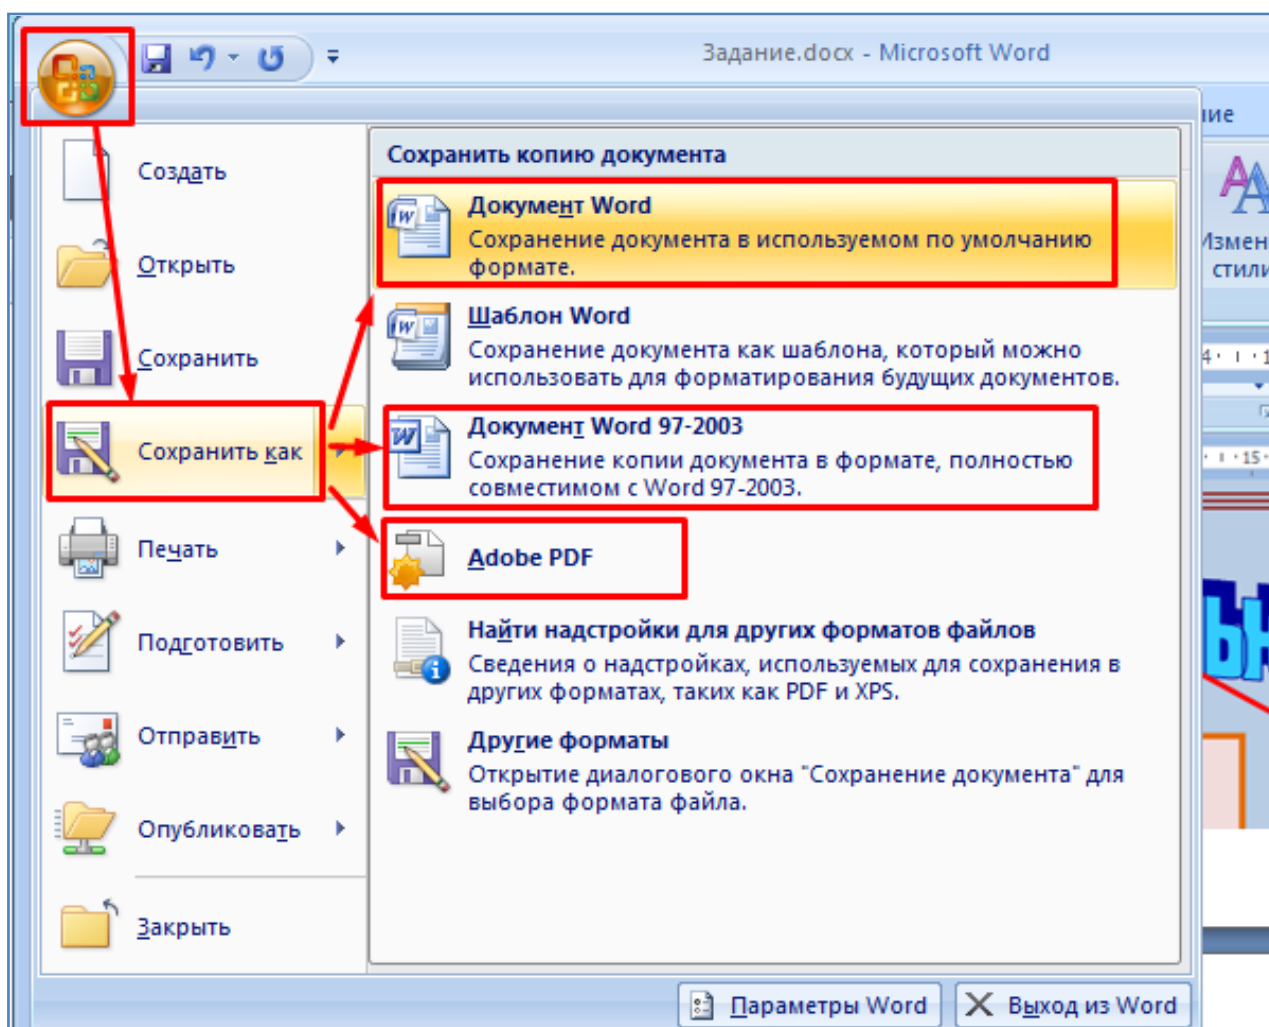 Задание.docx - Microsoft Word
Создать
Открыть
Сохранить
Сохранить как
Печать
Подготовить
Отправить
Опубликовать
Закрыть
Сохранить копию документа
Документ Word
Сохранение документа в используемом по умолчанию
формате.
Шаблон Word
Сохранение документа как шаблона, который можно
использовать для форматирования будущих документов.
Документ Word 97-2003
Сохранение копии документа в формате, полностью
совместимом с Word 97-2003.
Adobe PDF
Найти надстройки для других форматов файлов
Сведения о надстройках, используемых для сохранения в
других форматах, таких как PDF и XPS.
Другие форматы
Открытие диалогового окна "Сохранение документа" для
выбора формата файла.
Параметры Word
Выход из Word